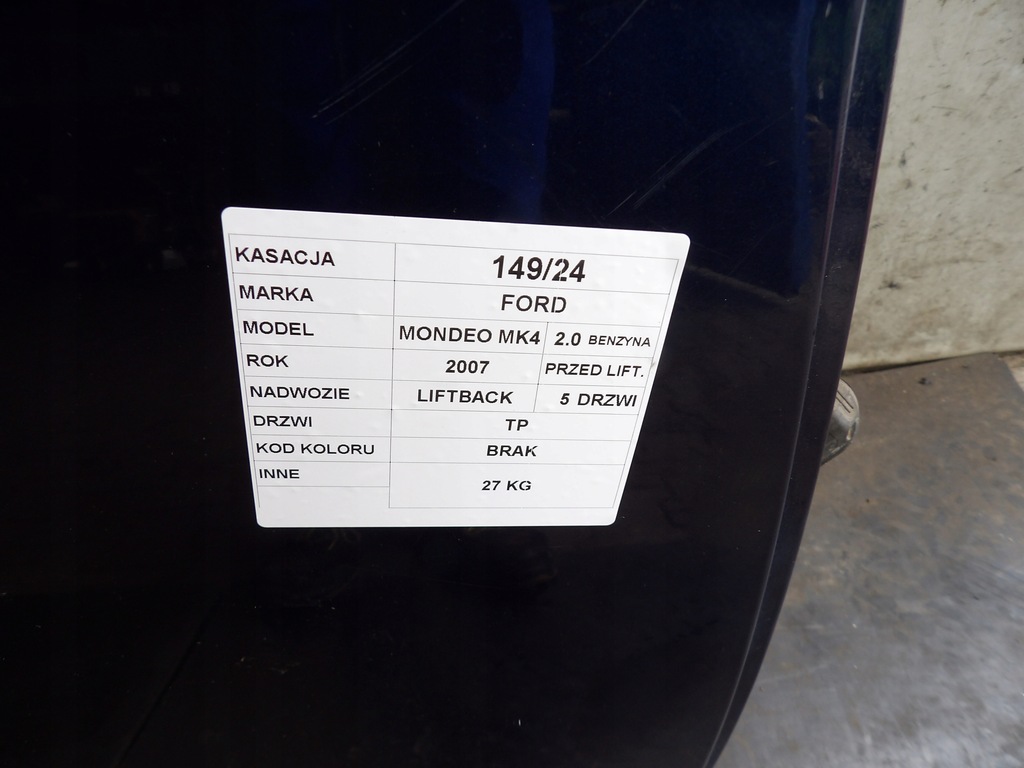 KASACJA 149/24
MARKA FORD
MODEL MONDEO MK4 2.0 BENZYNA
ROK 2007 PRZED LIFT.
NADWOZIE LIFTBACK 5 DRZWI
DRZWI TP
KOD KOLORU BRAK
INNE 27 KG